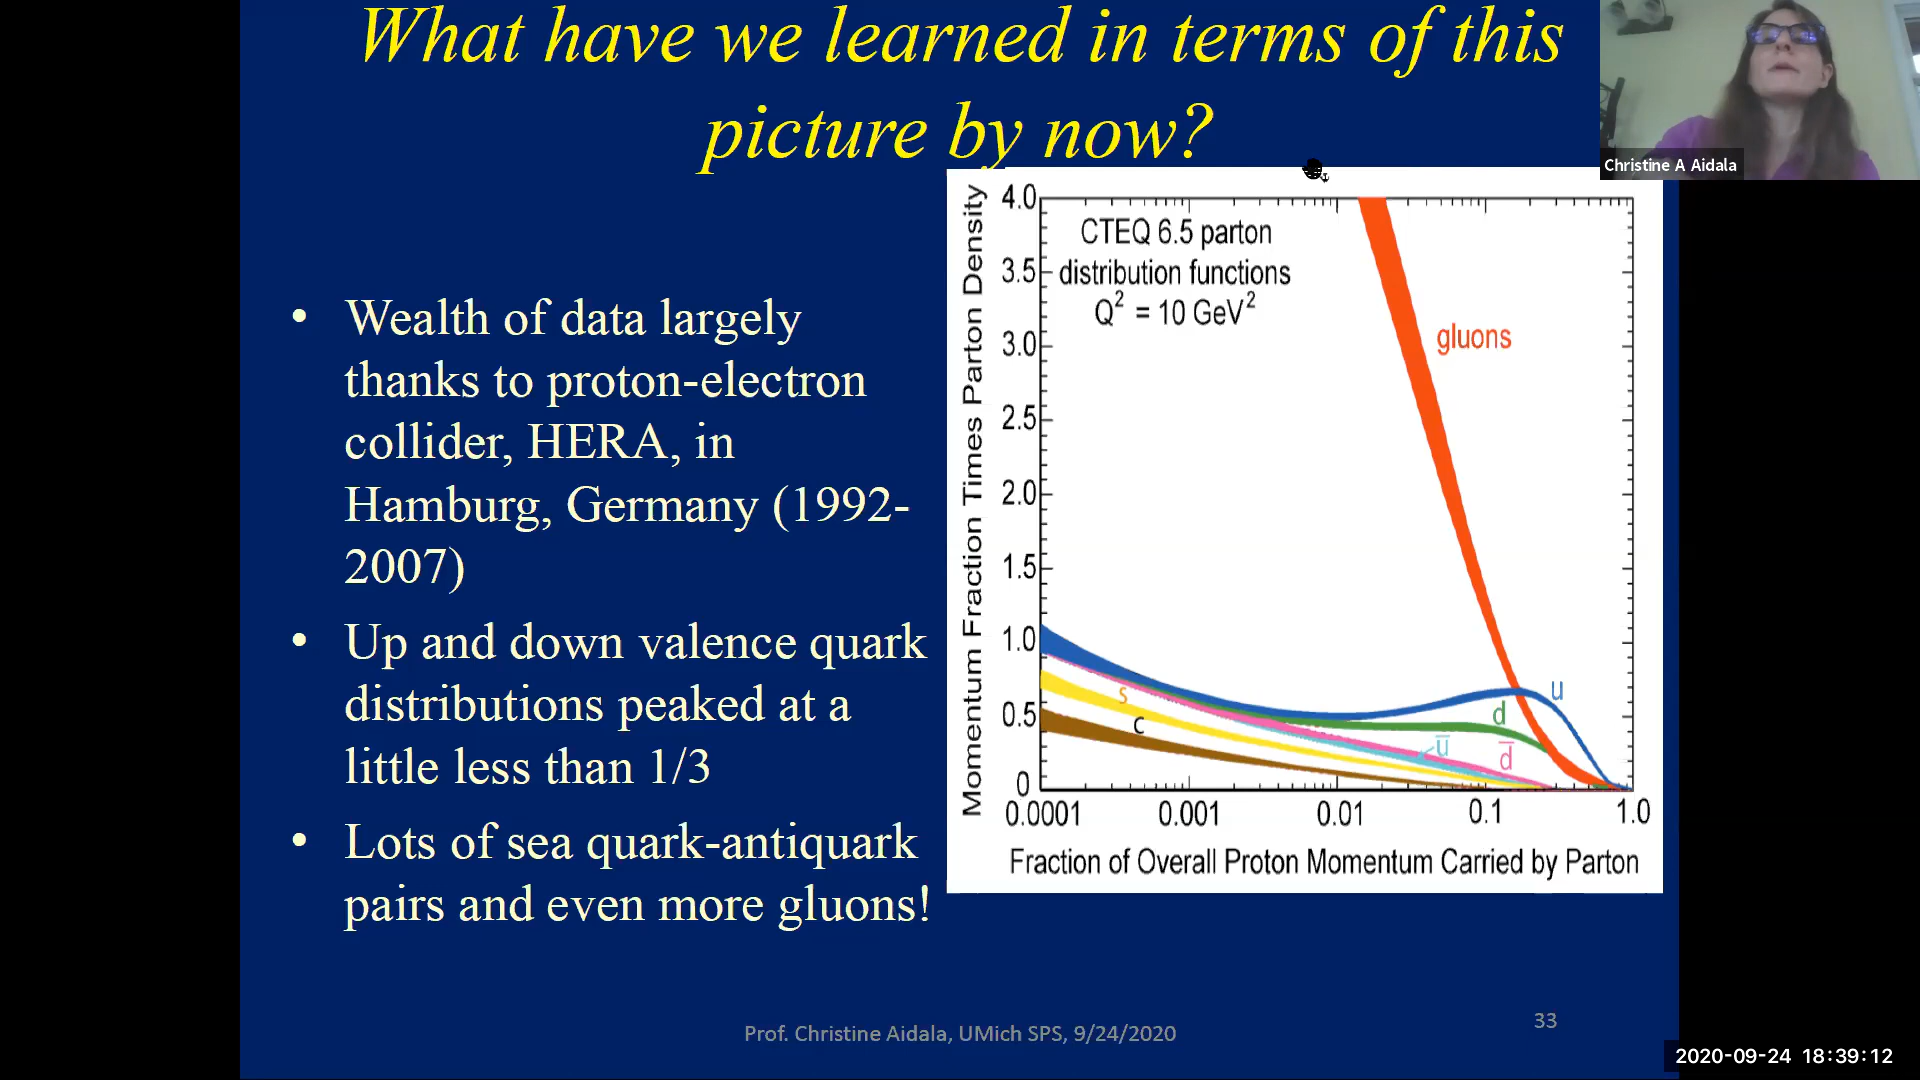 What have we learned in terms of this
picture by now?
Christine A Aidala
• Wealth of data largely
thanks to proton-electron
collider, HERA, in
Hamburg, Germany (1992-
2007)
• Up and down valence quark
distributions peaked at a
little less than 1/3
• Lots of sea quark-antiquark
pairs and even more gluons!
Momentum Fraction Times Parton Density
4.0
3.5
3.0
2.5
2.0
1.5
1.0
0.5
0
CTEQ 6.5 parton
distribution functions
Q² = 10 GeV²
gluons
u
d
s
c
ū
d̄
0.0001 0.001 0.01 0.1 1.0
Fraction of Overall Proton Momentum Carried by Parton
Prof. Christine Aidala, UMich SPS, 9/24/2020
33
2020-09-24 18:39:12